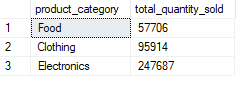 product_category total_quantity_sold
1 Food 57706
2 Clothing 95914
3 Electronics 247687